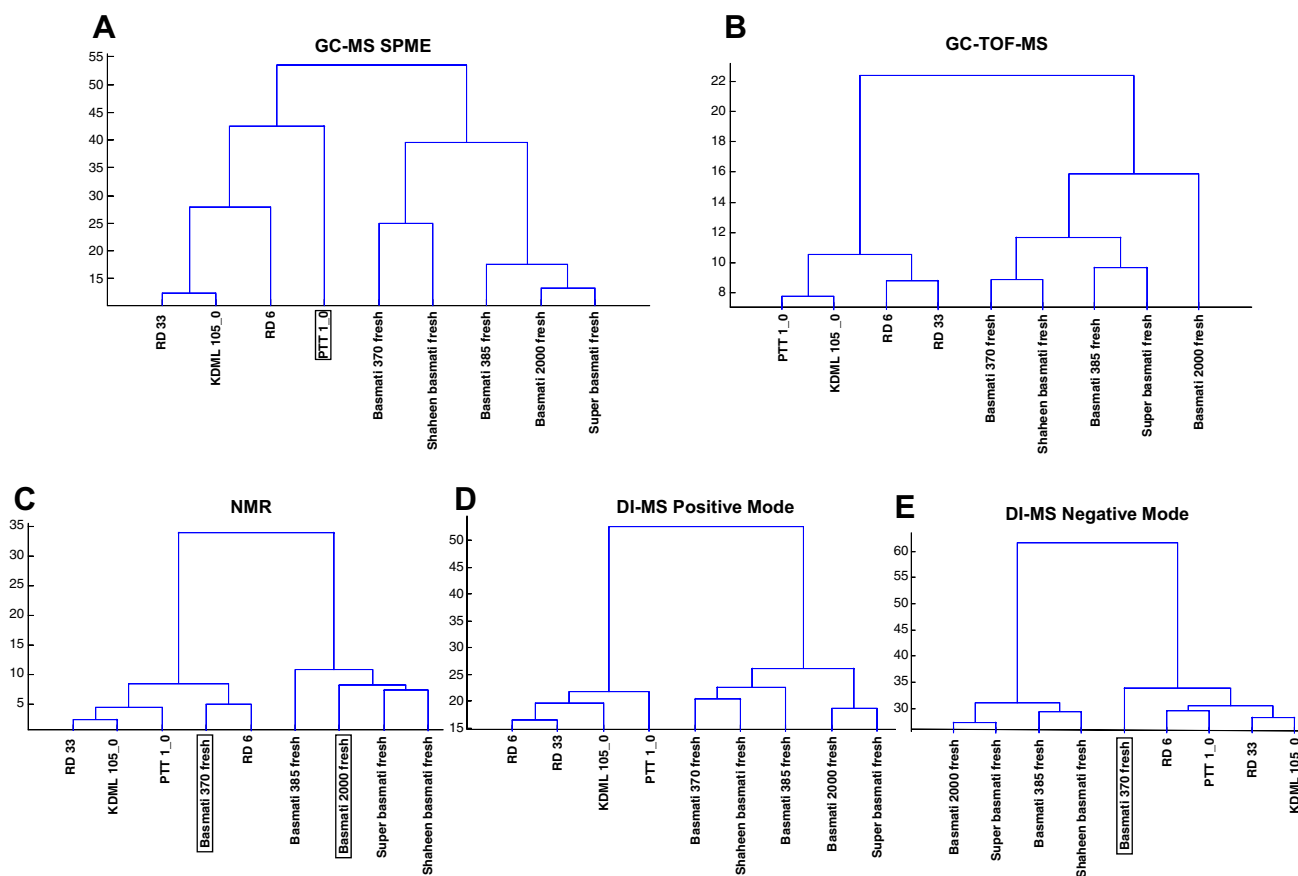 A
GC-MS SPME
55
50
45
40
35
30
25
20
15
RD 33
KDML 105_0
RD 6
PTT 1_0
Basmati 370 fresh
Shaheen basmati fresh
Basmati 385 fresh
Basmati 2000 fresh
Super basmati fresh
B
GC-TOF-MS
22
20
18
16
14
12
10
8
PTT 1_0
KDML 105_0
RD 6
RD 33
Basmati 370 fresh
Shaheen basmati fresh
Basmati 385 fresh
Super basmati fresh
Basmati 2000 fresh
C
NMR
35
30
25
20
15
10
5
RD 33
KDML 105_0
PTT 1_0
Basmati 370 fresh
RD 6
Basmati 385 fresh
Basmati 2000 fresh
Super basmati fresh
Shaheen basmati fresh
D
DI-MS Positive Mode
50
45
40
35
30
25
20
15
RD 6
RD 33
KDML 105_0
PTT 1_0
Basmati 370 fresh
Shaheen basmati fresh
Basmati 385 fresh
Basmati 2000 fresh
Super basmati fresh
E
DI-MS Negative Mode
60
55
50
45
40
35
30
Basmati 2000 fresh
Super basmati fresh
Basmati 385 fresh
Shaheen basmati fresh
Basmati 370 fresh
RD 6
PTT 1_0
RD 33
KDML 105_0